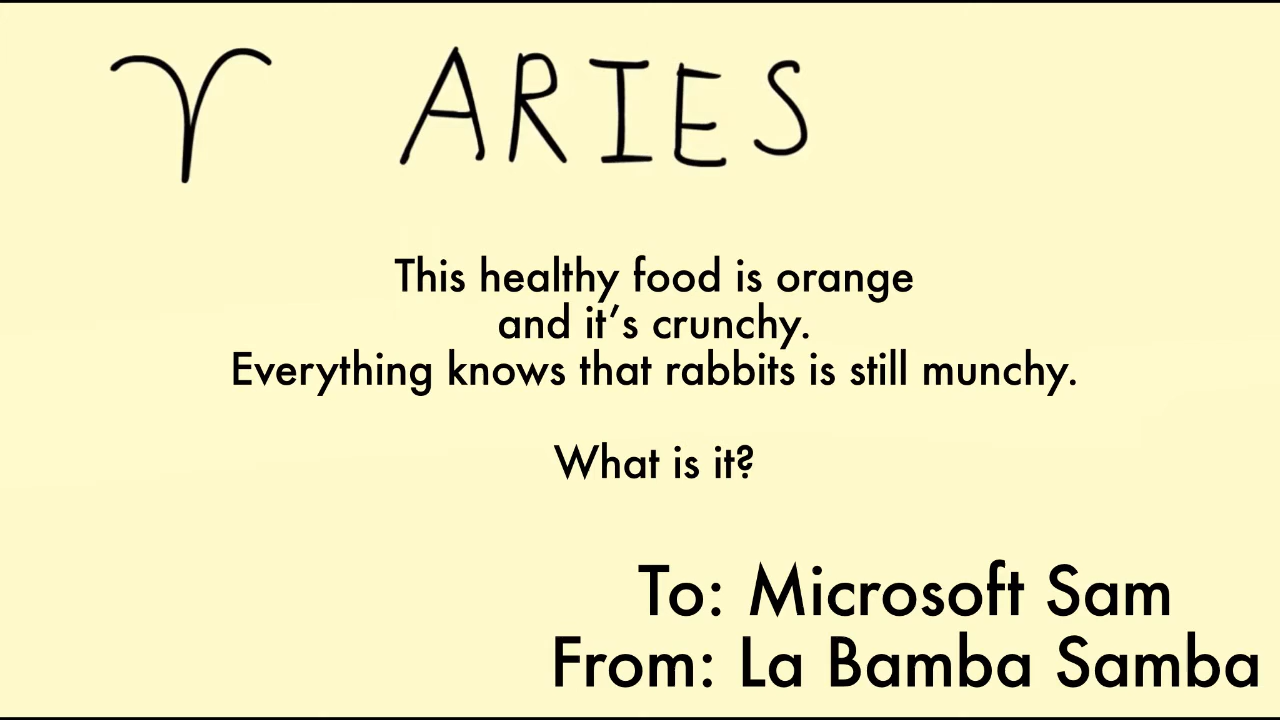 ♈ ARIES
This healthy food is orange
and it’s crunchy.
Everything knows that rabbits is still munchy.
What is it?
To: Microsoft Sam
From: La Bamba Samba